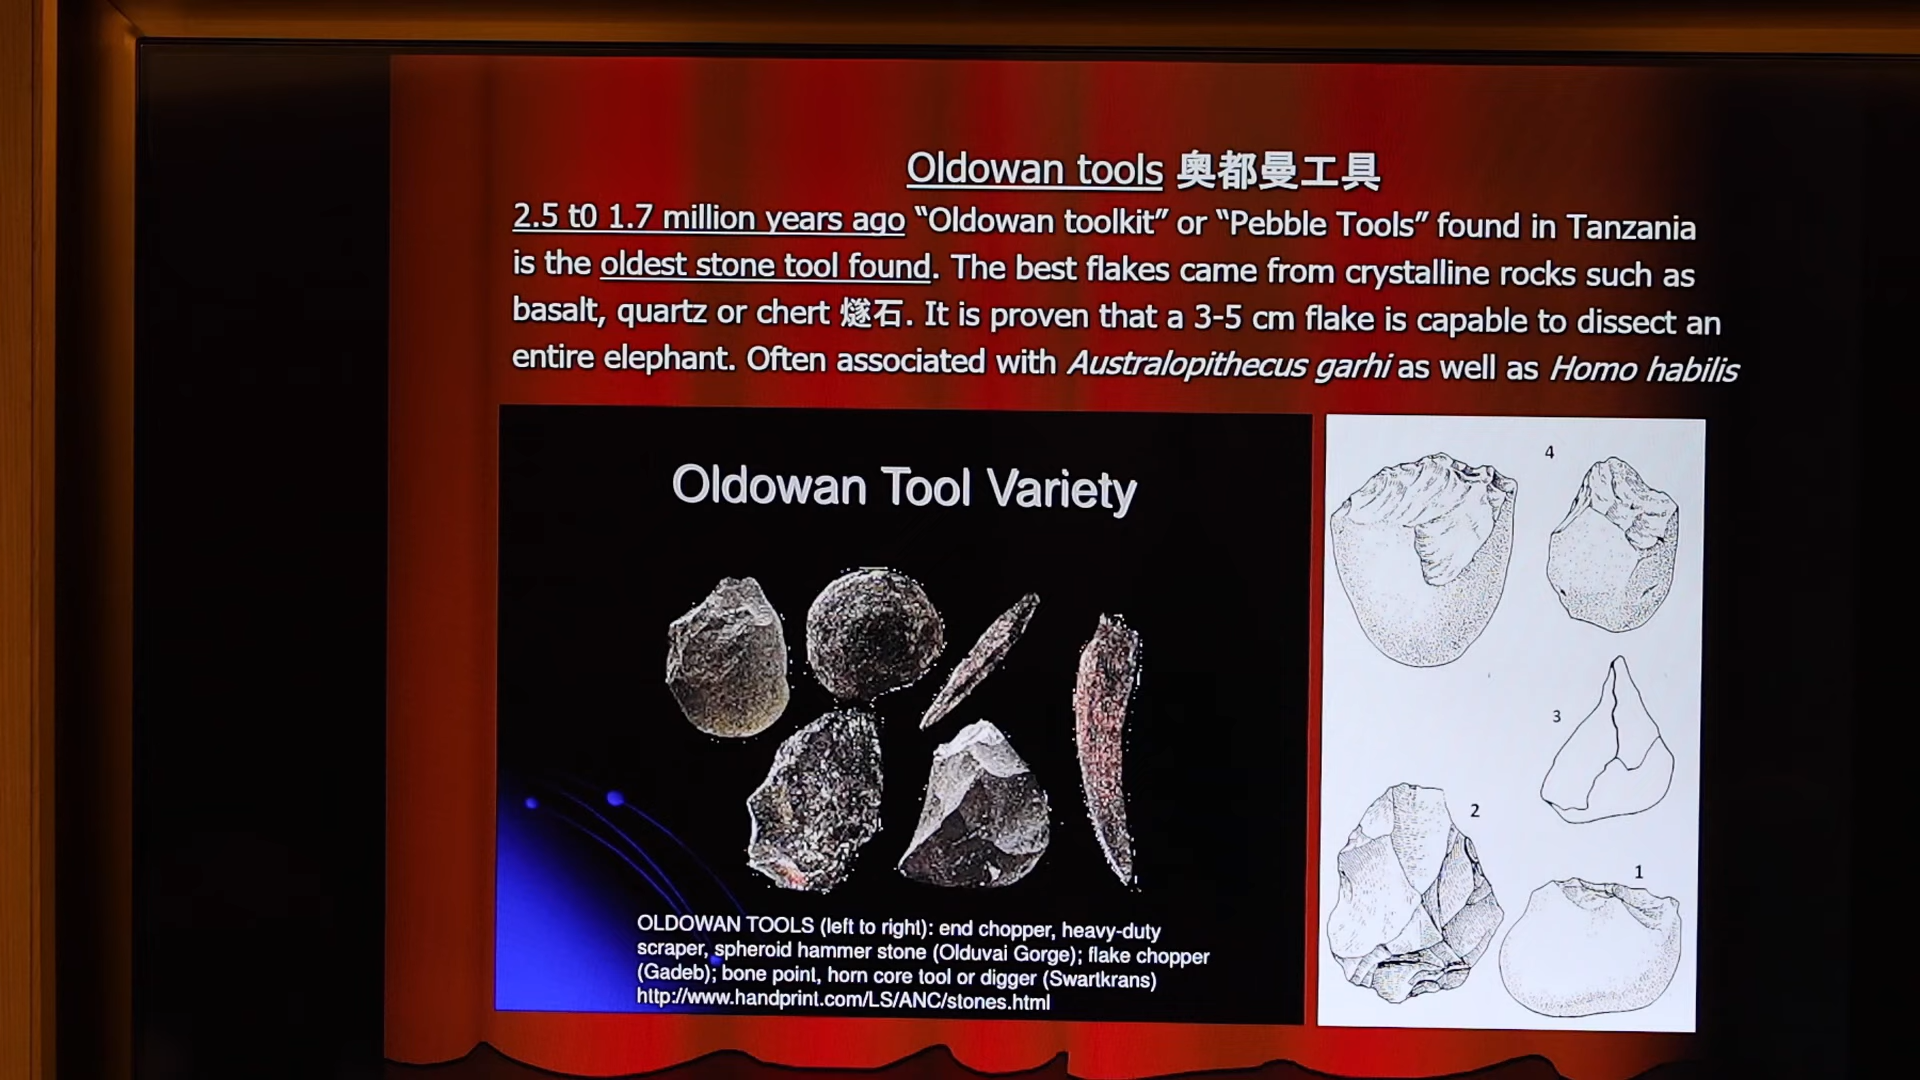 Oldowan tools 奧都曼工具
2.5 t0 1.7 million years ago “Oldowan toolkit” or “Pebble Tools” found in Tanzania
is the oldest stone tool found. The best flakes came from crystalline rocks such as
basalt, quartz or chert 燧石. It is proven that a 3-5 cm flake is capable to dissect an
entire elephant. Often associated with Australopithecus garhi as well as Homo habilis
Oldowan Tool Variety
OLDOWAN TOOLS (left to right): end chopper, heavy-duty
scraper, spheroid hammer stone (Olduvai Gorge); flake chopper
(Gadeb); bone point, horn core tool or digger (Swartkrans)
http://www.handprint.com/LS/ANC/stones.html
4
3
2
1